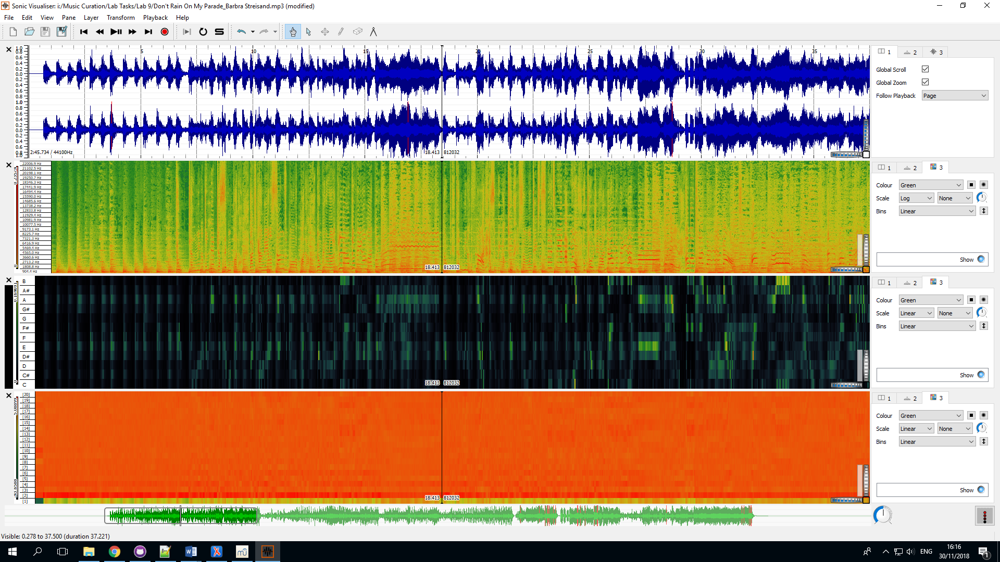 Sonic Visualiser: i:/Music Curation/Lab Tasks/Lab 9/Don't Rain On My Parade_Barbra Streisand.mp3 (modified)
File Edit View Pane Layer Transform Playback Help
5 10 15 20 25 30 35
1.0
0.8
0.6
0.4
0.2
0.0
0.2
0.4
0.6
0.8
1.0
0.8
0.6
0.4
0.2
0.0
0.2
0.4
0.6
0.8
1.0
2:45.734 / 44100Hz
18.413 812032
1 2 3
Global Scroll
Global Zoom
Follow Playback Page
22006.9 Hz
21102.5 Hz
20198.1 Hz
19250.7 Hz
18346.3 Hz
17441.9 Hz
16494.4 Hz
15590.0 Hz
14685.6 Hz
13738.2 Hz
12833.8 Hz
11929.4 Hz
10981.9 Hz
10077.5 Hz
9173.1 Hz
8225.7 Hz
7321.3 Hz
6416.9 Hz
5469.4 Hz
4565.0 Hz
3660.6 Hz
2713.2 Hz
1808.8 Hz
904.4 Hz
18.413 812032
1 2 3
Colour Green
Scale Log None
Bins Linear
Show
B
A#
A
G#
G
F#
F
E
D#
D
C#
C
18.413 812032
1 2 3
Colour Green
Scale Linear None
Bins Linear
Show
[20]
[19]
[18]
[17]
[16]
[15]
[14]
[13]
[12]
[11]
[10]
[9]
[8]
[7]
[6]
[5]
[4]
[3]
[2]
[1]
18.413 812032
1 2 3
Colour Green
Scale Linear None
Bins Linear
Show
Visible: 0.278 to 37.500 (duration 37.221)
ENG
16:16
30/11/2018
1